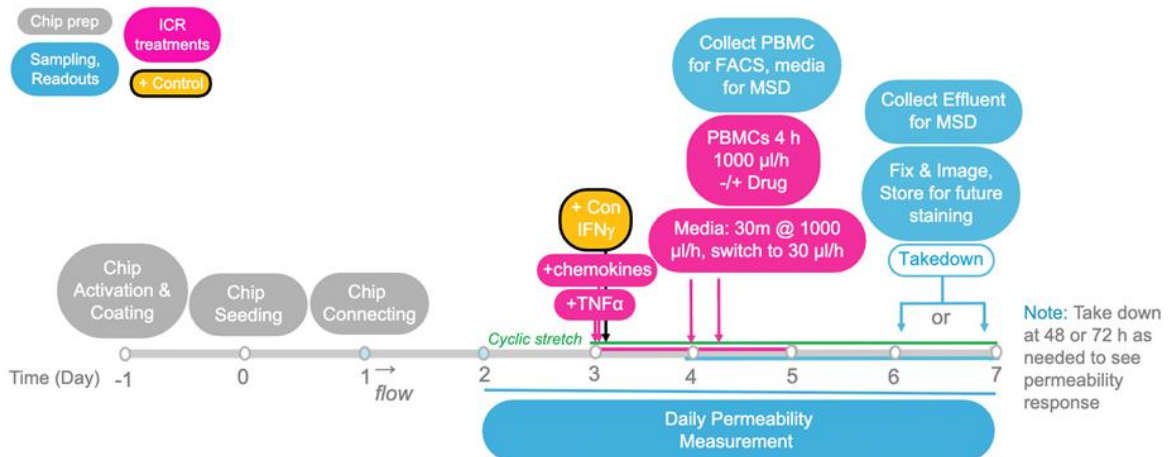 Chip prep
Sampling,
Readouts
ICR
treatments
+ Control
Collect PBMC
for FACS, media
for MSD
PBMCs 4 h
1000 µl/h
-/+ Drug
Media: 30m @ 1000
µl/h, switch to 30 µl/h
Collect Effluent
for MSD
Fix & Image,
Store for future
staining
Takedown
or
+ Con
IFNγ
+chemokines
+TNFα
Chip
Activation &
Coating
Chip
Seeding
Chip
Connecting
Cyclic stretch
Note: Take down
at 48 or 72 h as
needed to see
permeability
response
Time (Day) -1 0 1 → 2 3 4 5 6 7
flow
Daily Permeability
Measurement